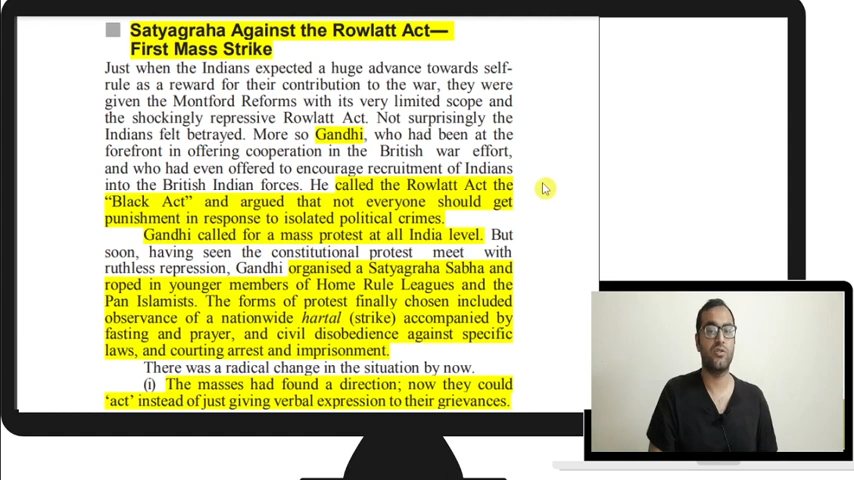 Satyagraha Against the Rowlatt Act—
First Mass Strike
Just when the Indians expected a huge advance towards self-
rule as a reward for their contribution to the war, they were
given the Montford Reforms with its very limited scope and
the shockingly repressive Rowlatt Act. Not surprisingly the
Indians felt betrayed. More so Gandhi, who had been at the
forefront in offering cooperation in the British war effort,
and who had even offered to encourage recruitment of Indians
into the British Indian forces. He called the Rowlatt Act the
“Black Act” and argued that not everyone should get
punishment in response to isolated political crimes.
Gandhi called for a mass protest at all India level. But
soon, having seen the constitutional protest meet with
ruthless repression, Gandhi organised a Satyagraha Sabha and
roped in younger members of Home Rule Leagues and the
Pan Islamists. The forms of protest finally chosen included
observance of a nationwide hartal (strike) accompanied by
fasting and prayer, and civil disobedience against specific
laws, and courting arrest and imprisonment.
There was a radical change in the situation by now.
(i) The masses had found a direction; now they could
‘act’ instead of just giving verbal expression to their grievances.